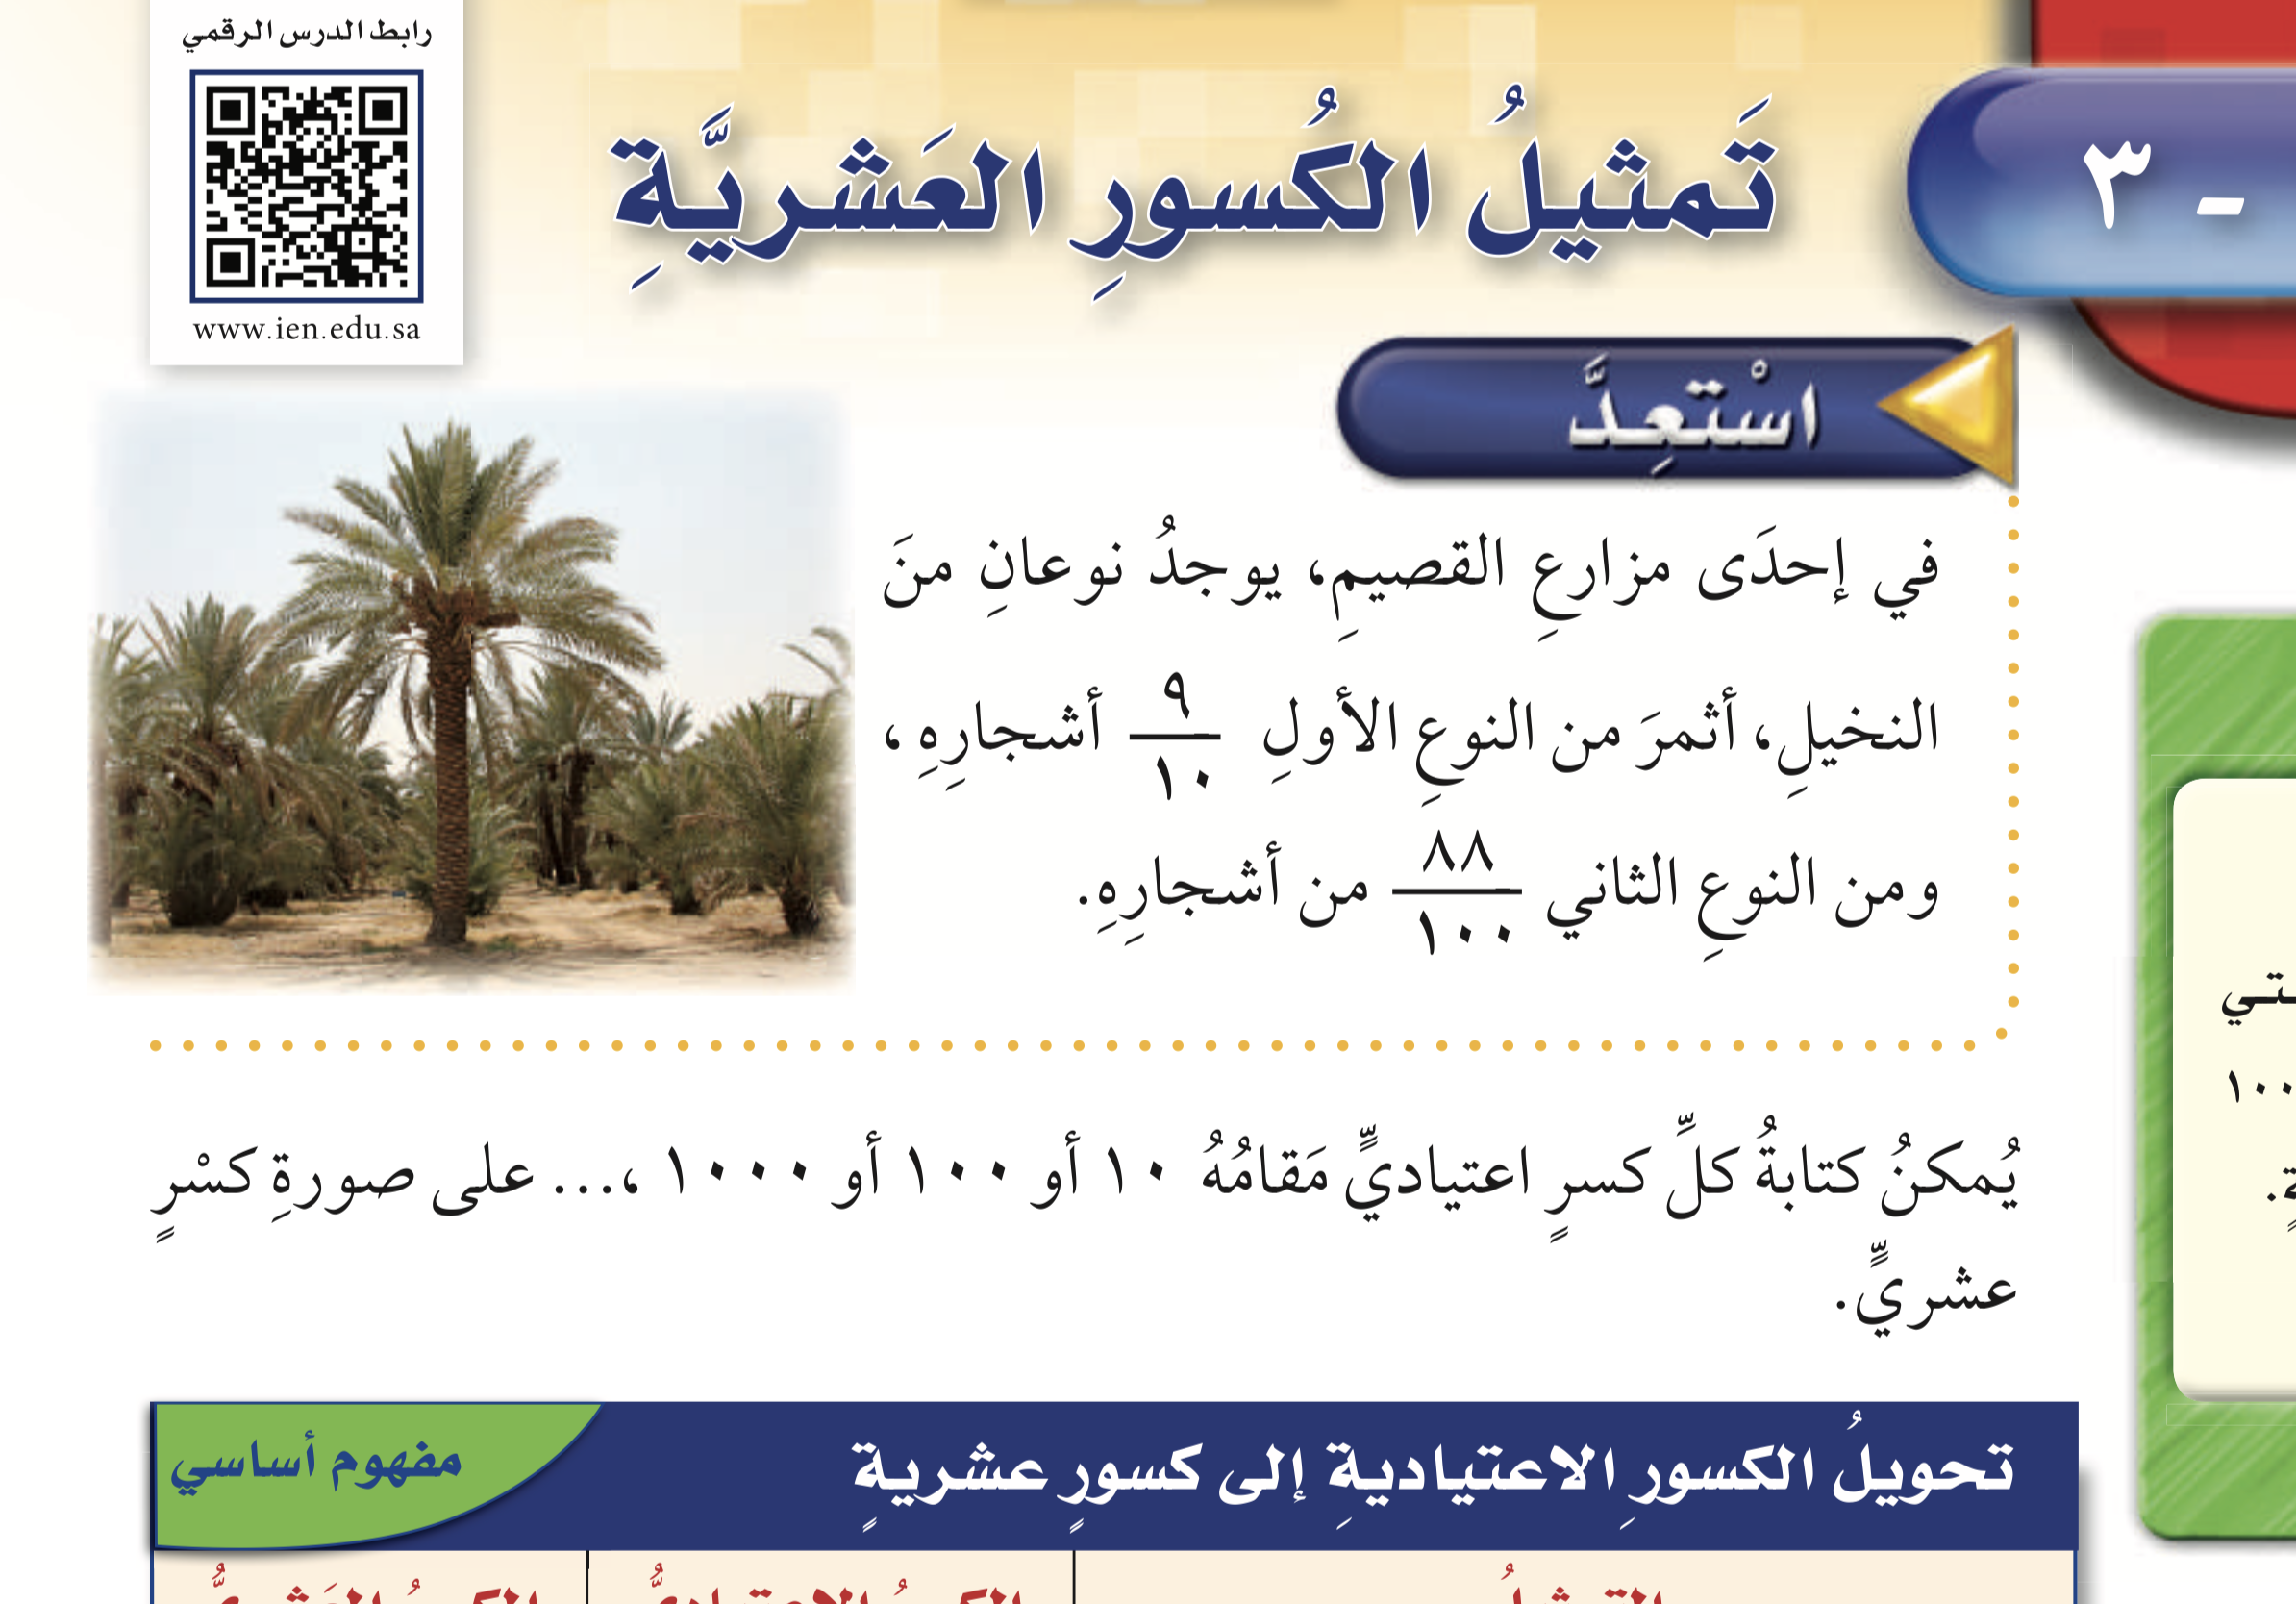 رابط الدرس الرقمي
www.ien.edu.sa
٣ -
تَمثيلُ الكُسورِ العَشريَّةِ
اسْتَعِدَّ
في إحدَى مزارعِ القصيمِ، يوجدُ نوعانِ منَ
النخيلِ، أثمرَ من النوعِ الأولِ ٩/١٠ أشجارِهِ،
ومن النوعِ الثاني ٨٨/١٠٠ من أشجارِهِ.
يُمكنُ كتابةُ كلِّ كسرٍ اعتياديٍّ مَقامُهُ ١٠ أو ١٠٠ أو ١٠٠٠ ،... على صورةِ كسْرٍ
عشريٍّ.
تحويلُ الكسورِ الاعتياديةِ إلى كسورٍ عشريةٍ
مفهوم أساسي